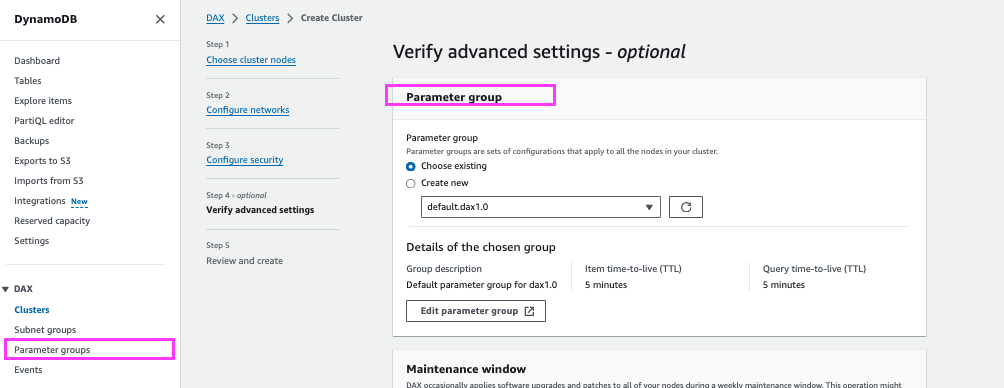 DynamoDB
Dashboard
Tables
Explore items
PartiQL editor
Backups
Exports to S3
Imports from S3
Integrations New
Reserved capacity
Settings
DAX
Clusters
Subnet groups
Parameter groups
Events
DAX > Clusters > Create Cluster
Step 1
Choose cluster nodes
Step 2
Configure networks
Step 3
Configure security
Step 4 - optional
Verify advanced settings
Step 5
Review and create
Verify advanced settings - optional
Parameter group
Parameter group
Parameter groups are sets of configurations that apply to all the nodes in your cluster.
Choose existing
Create new
default.dax1.0
Details of the chosen group
Group description
Default parameter group for dax1.0
Item time-to-live (TTL)
5 minutes
Query time-to-live (TTL)
5 minutes
Edit parameter group
Maintenance window
DAX occasionally applies software upgrades and patches to all of your nodes during a weekly maintenance window. This operation might